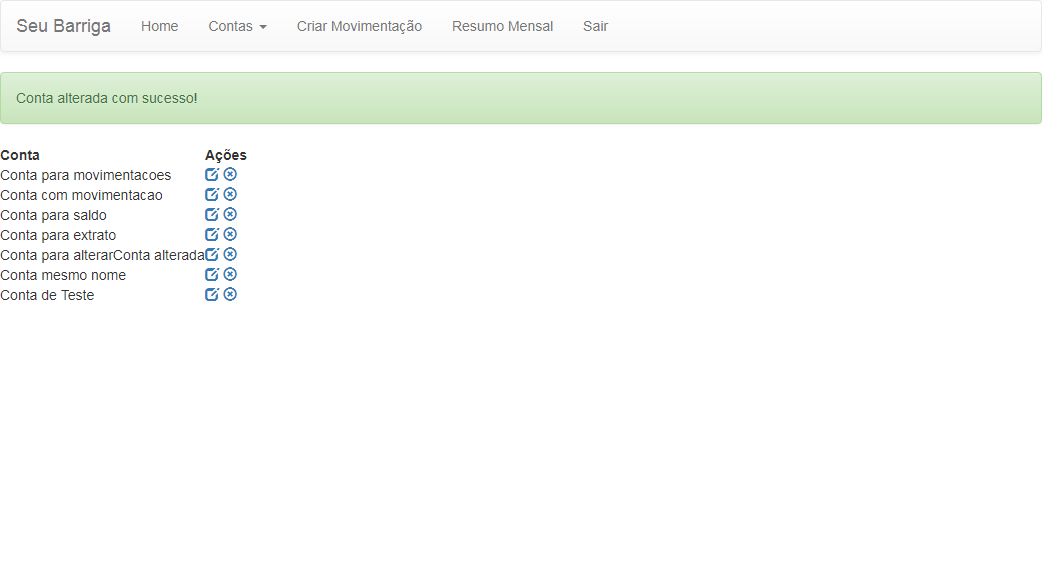 Seu Barriga Home Contas Criar Movimentação Resumo Mensal Sair
Conta alterada com sucesso!
Conta Ações
Conta para movimentacoes
Conta com movimentacao
Conta para saldo
Conta para extrato
Conta para alterarConta alterada
Conta mesmo nome
Conta de Teste